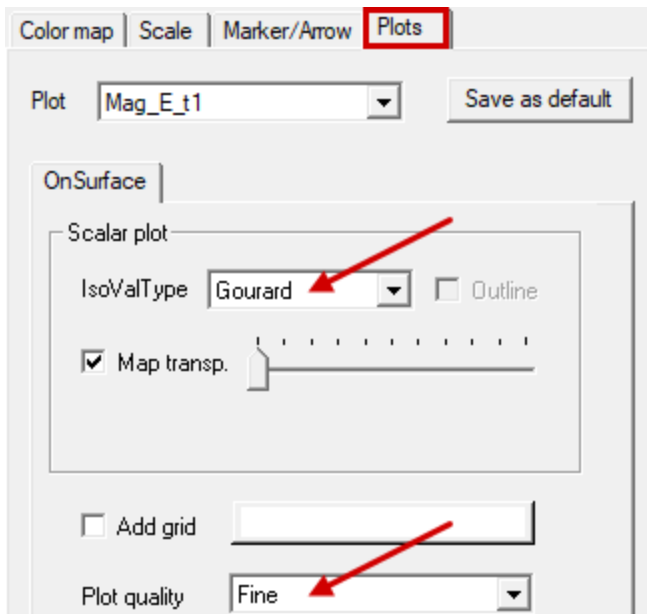 Color map Scale Marker/Arrow Plots
Plot Mag_E_t1 Save as default
OnSurface
Scalar plot
IsoValType Gourard Outline
Map transp.
Add grid
Plot quality Fine